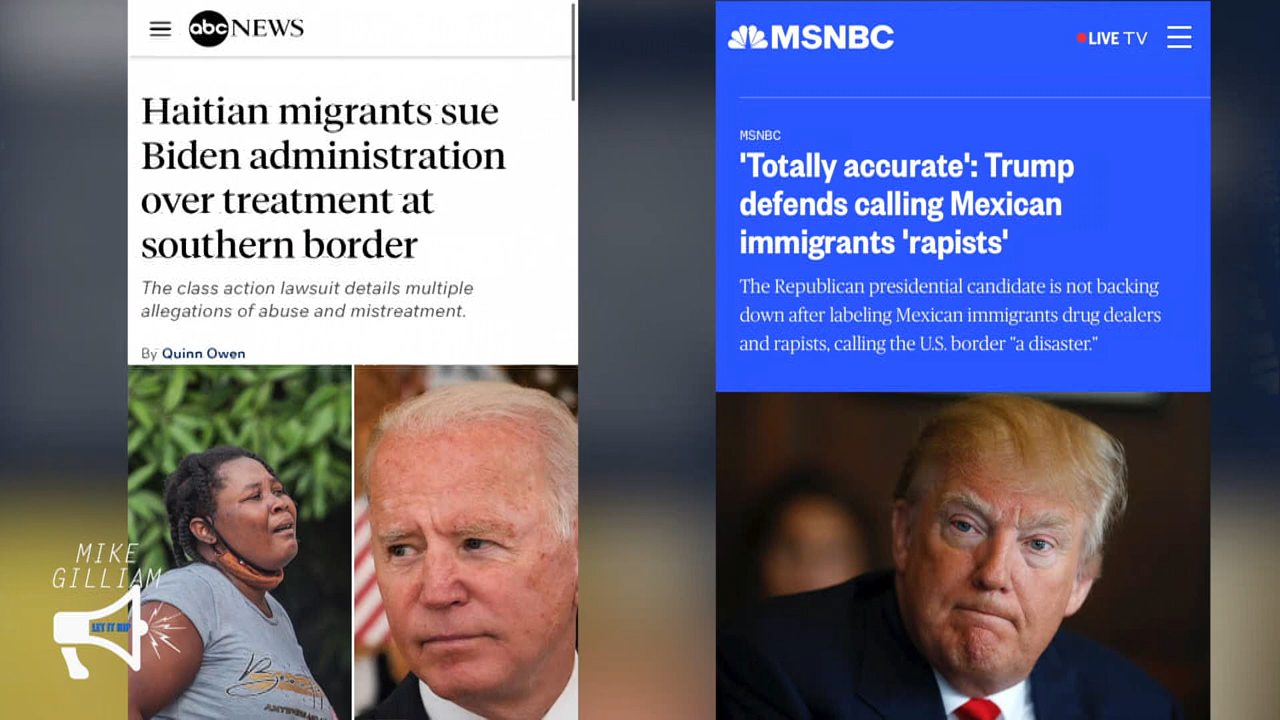 abc NEWS
Haitian migrants sue
Biden administration
over treatment at
southern border
The class action lawsuit details multiple
allegations of abuse and mistreatment.
By Quinn Owen
MSNBC
LIVE TV
MSNBC
'Totally accurate': Trump
defends calling Mexican
immigrants 'rapists'
The Republican presidential candidate is not backing
down after labeling Mexican immigrants drug dealers
and rapists, calling the U.S. border "a disaster."
MIKE
GILLIAM
LET IT RIP